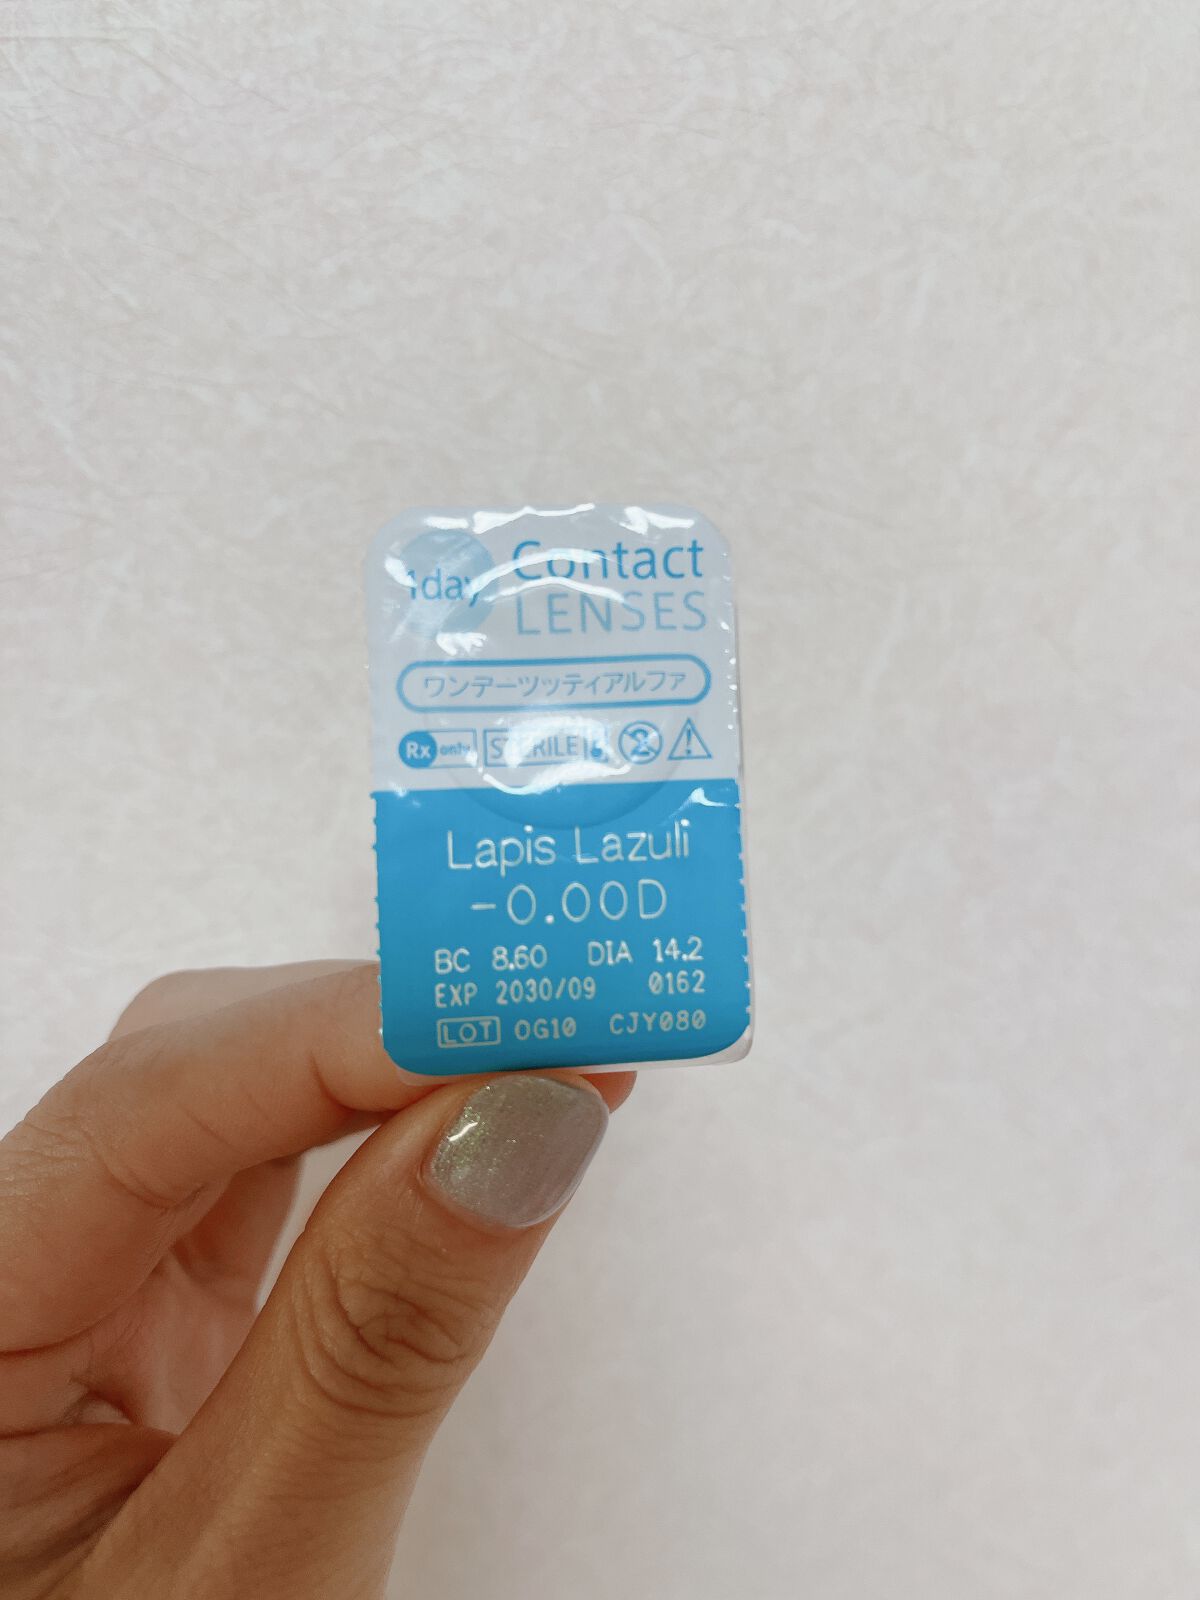 1day
Contact
LENSES
ワンデーツッティアルファ
Rx only STERILE 2
Lapis Lazuli
-0.00D
BC 8.60 DIA 14.2
EXP 2030/09 0162
LOT OG10 CJY080